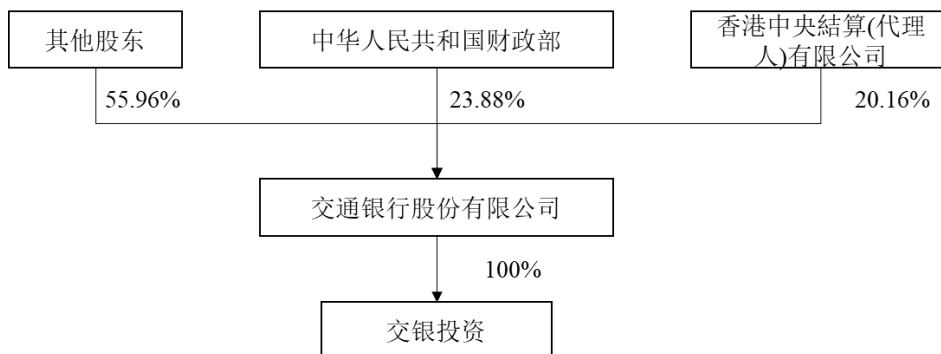 其他股东
中华人民共和国财政部
香港中央結算(代理
人)有限公司
55.96%
23.88%
20.16%
交通银行股份有限公司
100%
交银投资